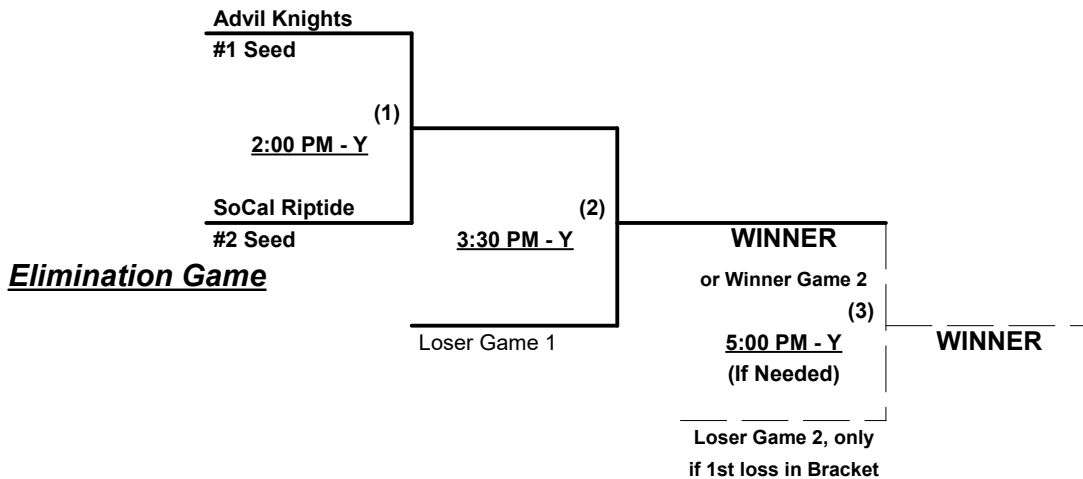 Advil Knights
#1 Seed
(1)
2:00 PM - Y
SoCal Riptide
#2 Seed
Elimination Game
(2)
3:30 PM - Y
Loser Game 1
WINNER
or Winner Game 2
(3)
5:00 PM - Y
(If Needed)
WINNER
Loser Game 2, only
if 1st loss in Bracket